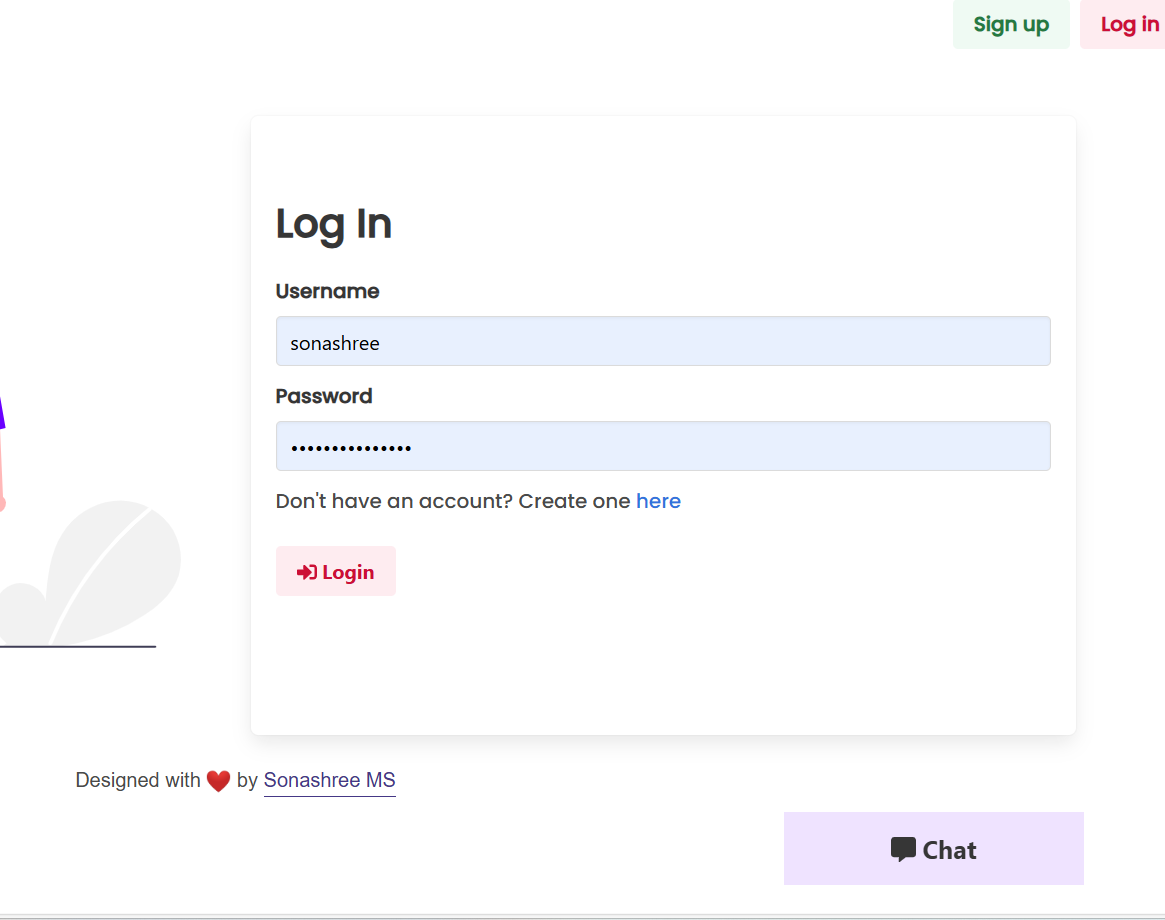 Sign up Log in
Log In
Username
sonashree
Password
•••••••••••••••
Don't have an account? Create one here
Login
Designed with ❤️ by Sonashree MS
Chat